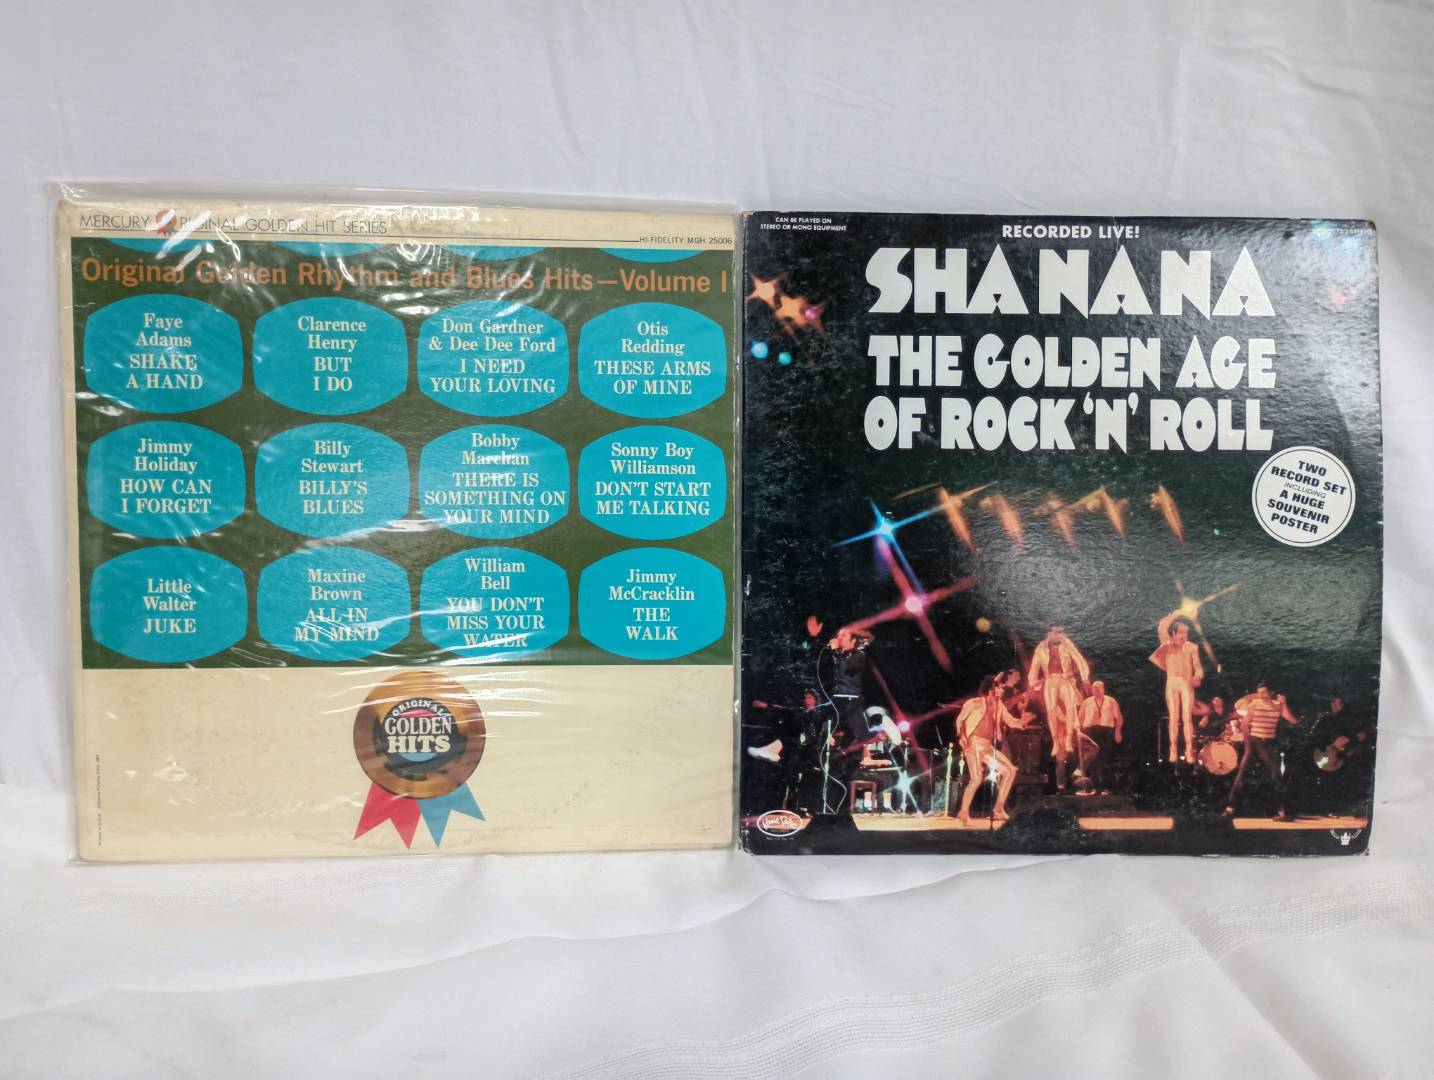 MERCURY ORIGINAL GOLDEN HIT SERIES
HI-FIDELITY MGH 25006
Original Golden Rhythm and Blues Hits—Volume I
Faye
Adams
SHAKE
A HAND
Clarence
Henry
BUT
I DO
Don Gardner
& Dee Dee Ford
I NEED
YOUR LOVING
Otis
Redding
THESE ARMS
OF MINE
Jimmy
Holiday
HOW CAN
I FORGET
Billy
Stewart
BILLY'S
BLUES
Bobby
Marchan
THERE IS
SOMETHING ON
YOUR MIND
Sonny Boy
Williamson
DON'T START
ME TALKING
Little
Walter
JUKE
Maxine
Brown
ALL IN
MY MIND
William
Bell
YOU DON'T
MISS YOUR
WATER
Jimmy
McCracklin
THE
WALK
ORIGINAL
GOLDEN
HITS
CAN BE PLAYED ON
STEREO OR MONO EQUIPMENT
RECORDED LIVE!
SHA NA NA
THE GOLDEN AGE
OF ROCK 'N' ROLL
TWO
RECORD SET
INCLUDING
A HUGE
SOUVENIR
POSTER
Kama Sutra
RECORDS